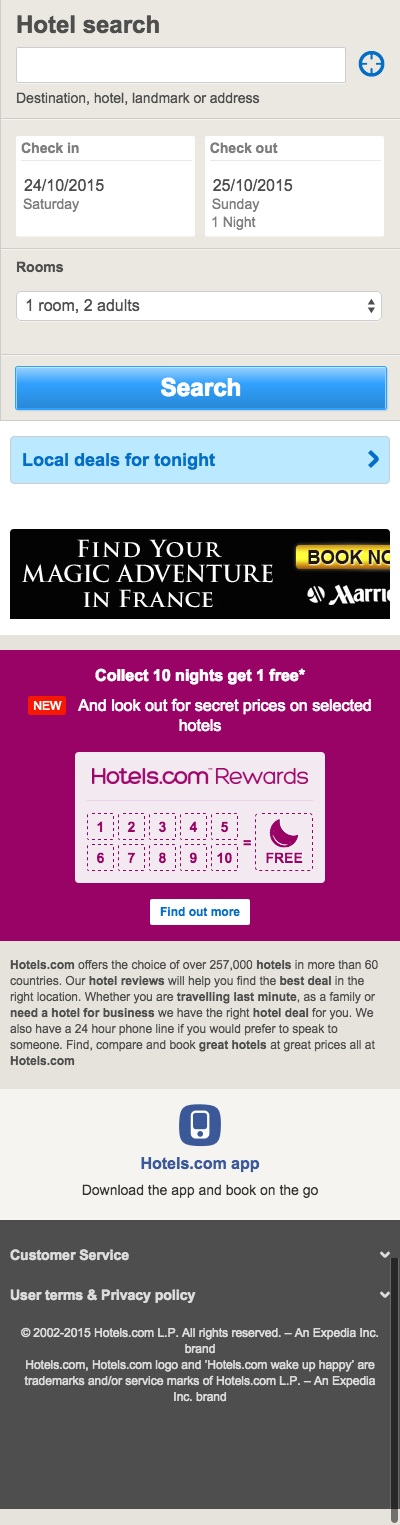 Hotel search
Destination, hotel, landmark or address
Check in
Check out
24/10/2015
25/10/2015
Saturday
Sunday
1 Night
Rooms
1 room, 2 adults
Search
Local deals for tonight
FIND YOUR
MAGIC ADVENTURE
IN FRANCE
BOOK NO
Marri
Collect 10 nights get 1 free*
NEW And look out for secret prices on selected
hotels
Hotels.com™ Rewards
1 2 3 4 5
6 7 8 9 10
=
FREE
Find out more
Hotels.com offers the choice of over 257,000 hotels in more than 60
countries. Our hotel reviews will help you find the best deal in the
right location. Whether you are travelling last minute, as a family or
need a hotel for business we have the right hotel deal for you. We
also have a 24 hour phone line if you would prefer to speak to
someone. Find, compare and book great hotels at great prices all at
Hotels.com
Hotels.com app
Download the app and book on the go
Customer Service
User terms & Privacy policy
© 2002-2015 Hotels.com L.P. All rights reserved. – An Expedia Inc.
brand
Hotels.com, Hotels.com logo and 'Hotels.com wake up happy' are
trademarks and/or service marks of Hotels.com L.P. – An Expedia
Inc. brand